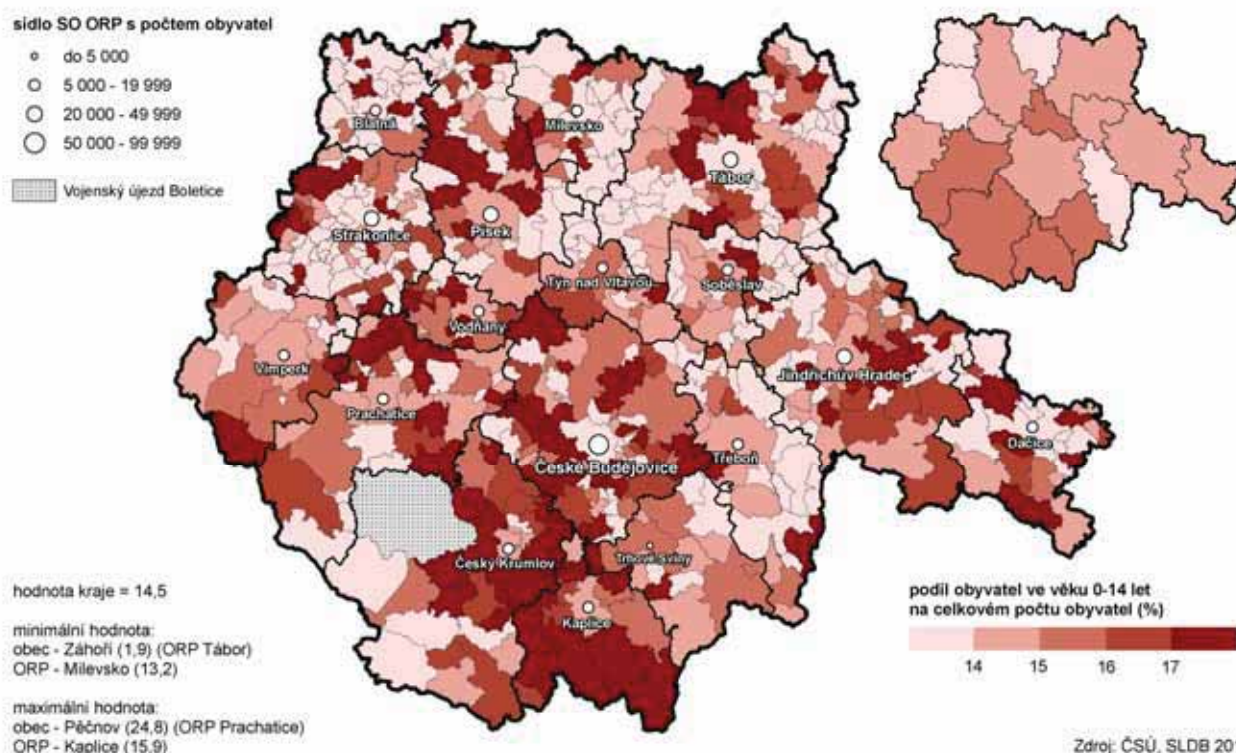 sídlo SO ORP s počtem obyvatel
do 5 000
5 000 - 19 999
20 000 - 49 999
50 000 - 99 999
Vojenský újezd Boletice
Blatná
Milevsko
Tábor
Strakonice
Písek
Týn nad Vltavou
Soběslav
Vodňany
Vimperk
Jindřichův Hradec
Prachatice
Dačice
České Budějovice
Třeboň
Český Krumlov
Trhové Sviny
Kaplice
hodnota kraje = 14,5
minimální hodnota:
obec - Záhoří (1,9) (ORP Tábor)
ORP - Milevsko (13,2)
maximální hodnota:
obec - Pěčnov (24,8) (ORP Prachatice)
ORP - Kaplice (15,9)
podíl obyvatel ve věku 0-14 let
na celkovém počtu obyvatel (%)
14 15 16 17
Zdroj: ČSÚ, SLDB 201